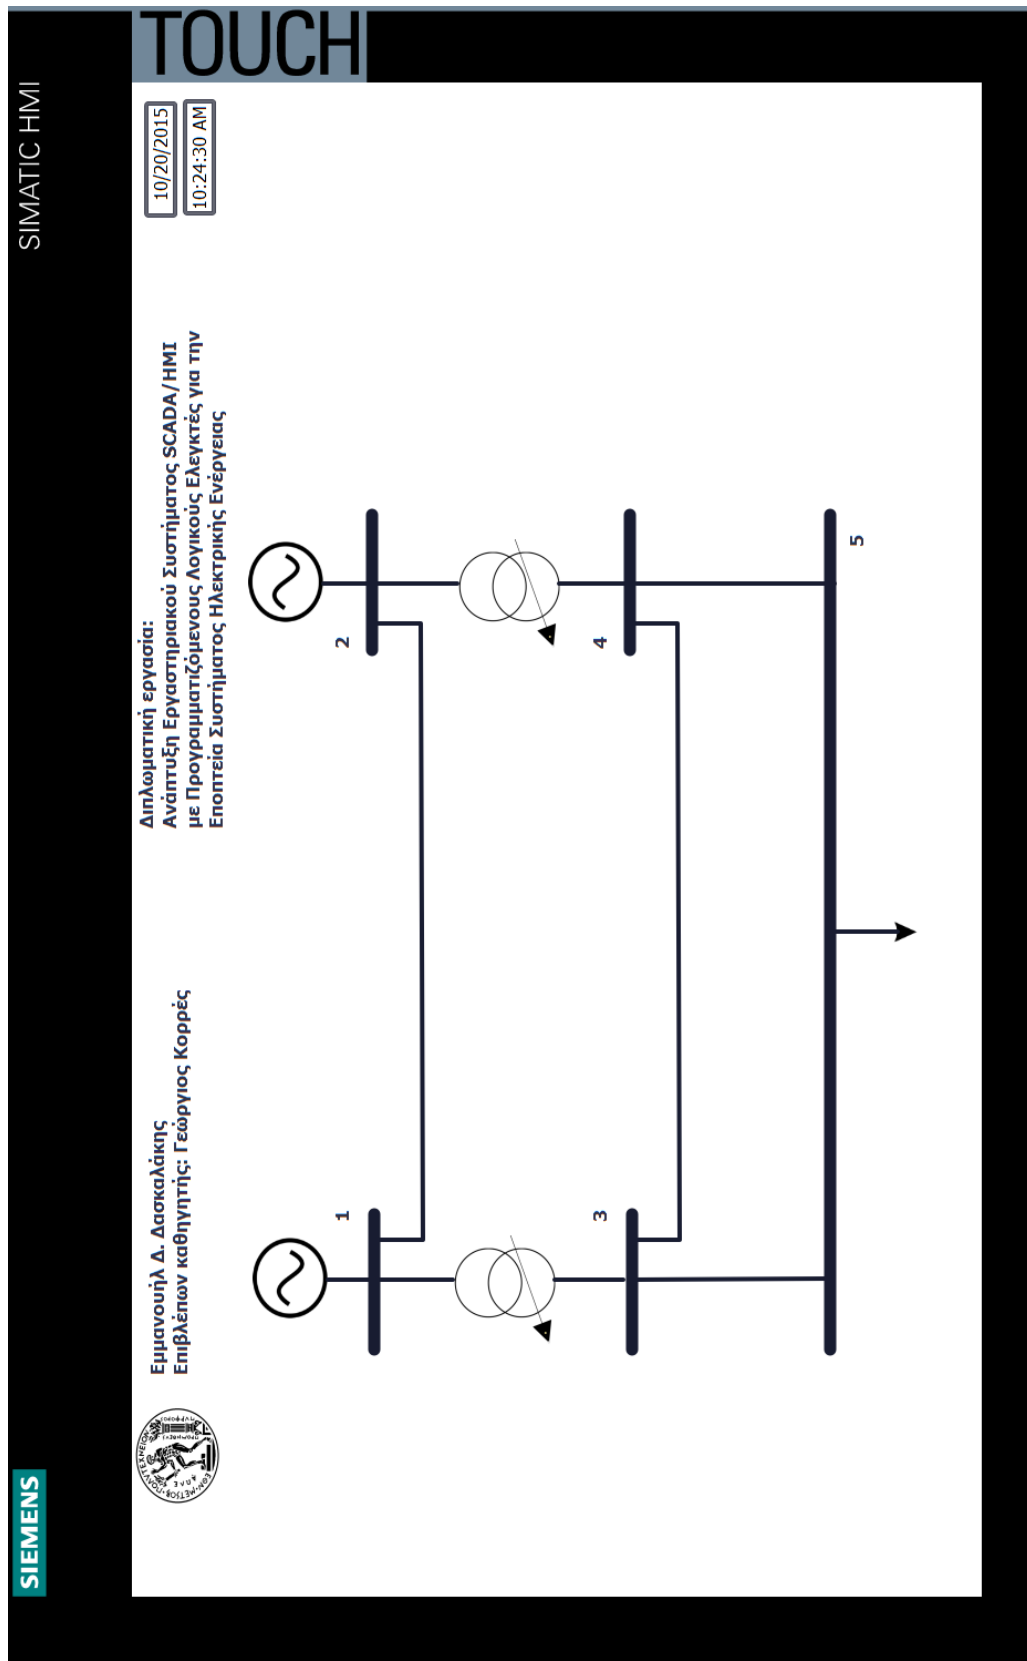 SIEMENS
SIMATIC HMI
TOUCH
Εμμανουήλ Δ. Δασκαλάκης
Επιβλέπων καθηγητής: Γεώργιος Κορρές
Διπλωματική εργασία:
Ανάπτυξη Εργαστηριακού Συστήματος SCADA/HMI
με Προγραμματιζόμενους Λογικούς Ελεγκτές για την
Εποπτεία Συστήματος Ηλεκτρικής Ενέργειας
10/20/2015
10:24:30 AM
1
2
3
4
5